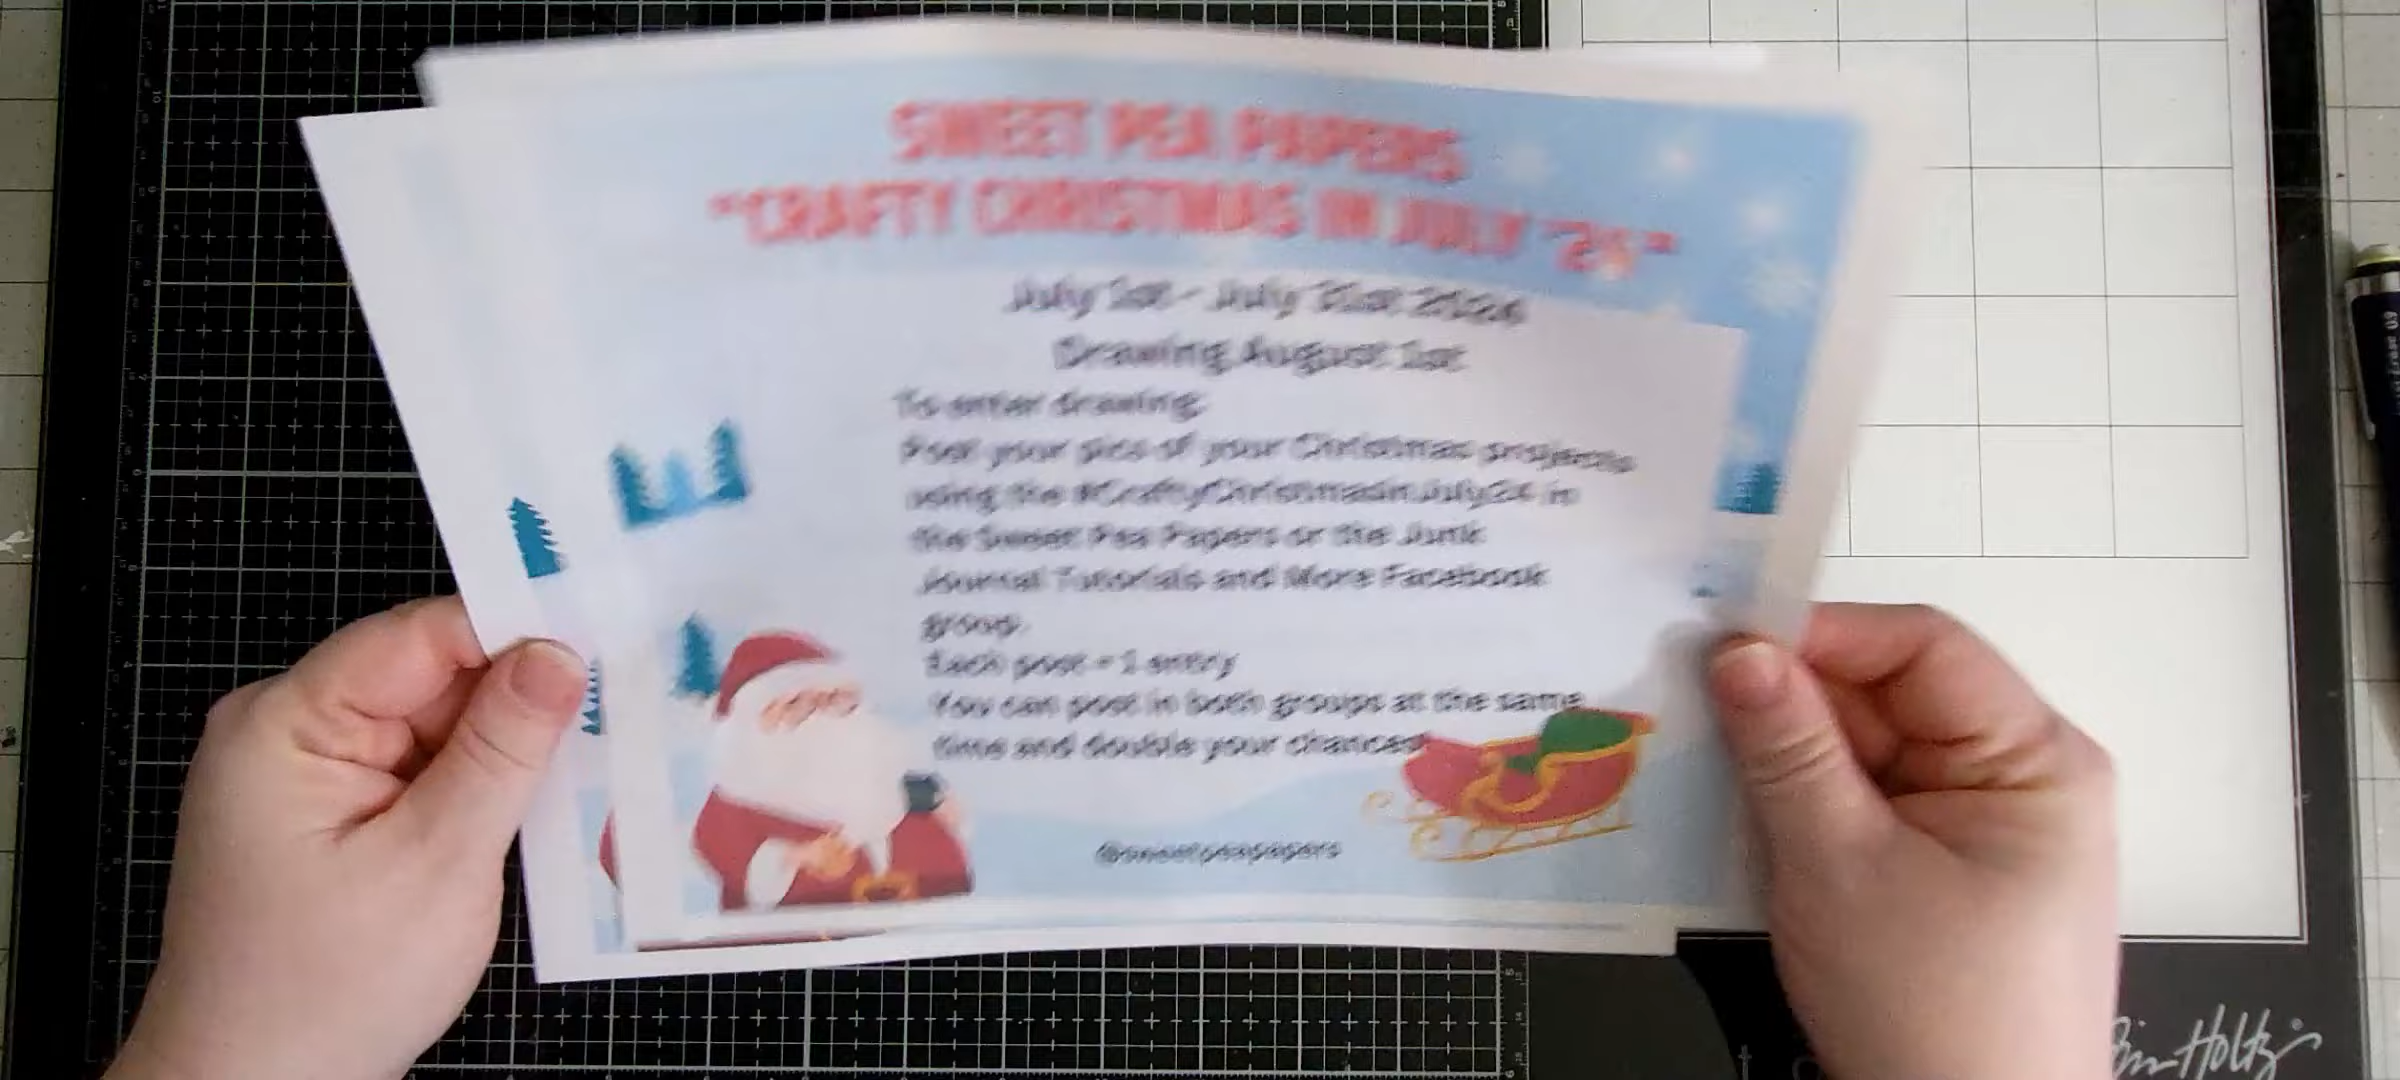 SWEET PEA PAPERS
"CRAFTY CHRISTMAS IN JULY '24"
July 1st - July 31st 2024
Drawing August 1st
To enter drawing,
Post your pics of your Christmas projects
using the #CraftyChristmasinJuly24 in
the Sweet Pea Papers or the Junk
Journal Tutorials and More Facebook
group.
Each post = 1 entry
You can post in both groups at the same
time and double your chances!
@sweetpeapapers
Tim Holtz